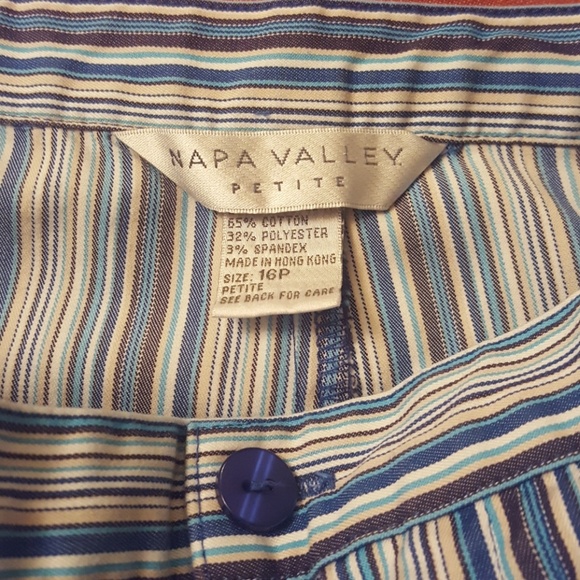 NAPA VALLEY
PETITE
65% COTTON
32% POLYESTER
3% SPANDEX
MADE IN HONG KONG
SIZE: 16P
PETITE
SEE BACK FOR CARE